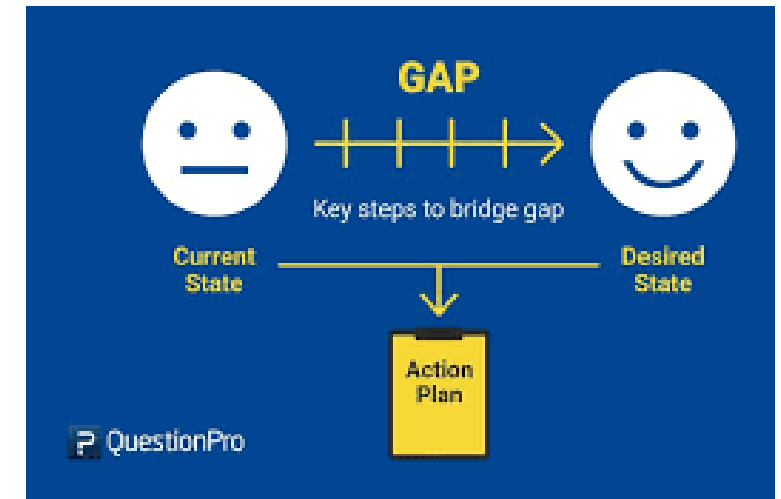 GAP
Key steps to bridge gap
Current
State
Desired
State
Action
Plan
QuestionPro